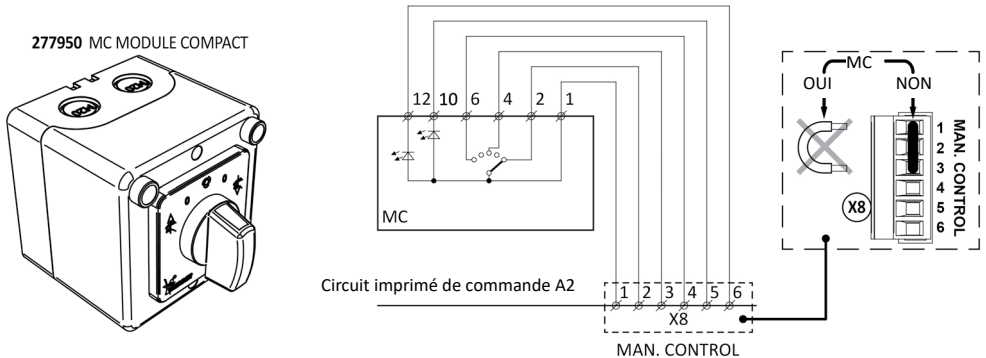 277950 MC MODULE COMPACT
12 10 6 4 2 1
MC
Circuit imprimé de commande A2
1 2 3 4 5 6
X8
MAN. CONTROL
MC
OUI NON
1
2
3
4
5
6
MAN. CONTROL
X8